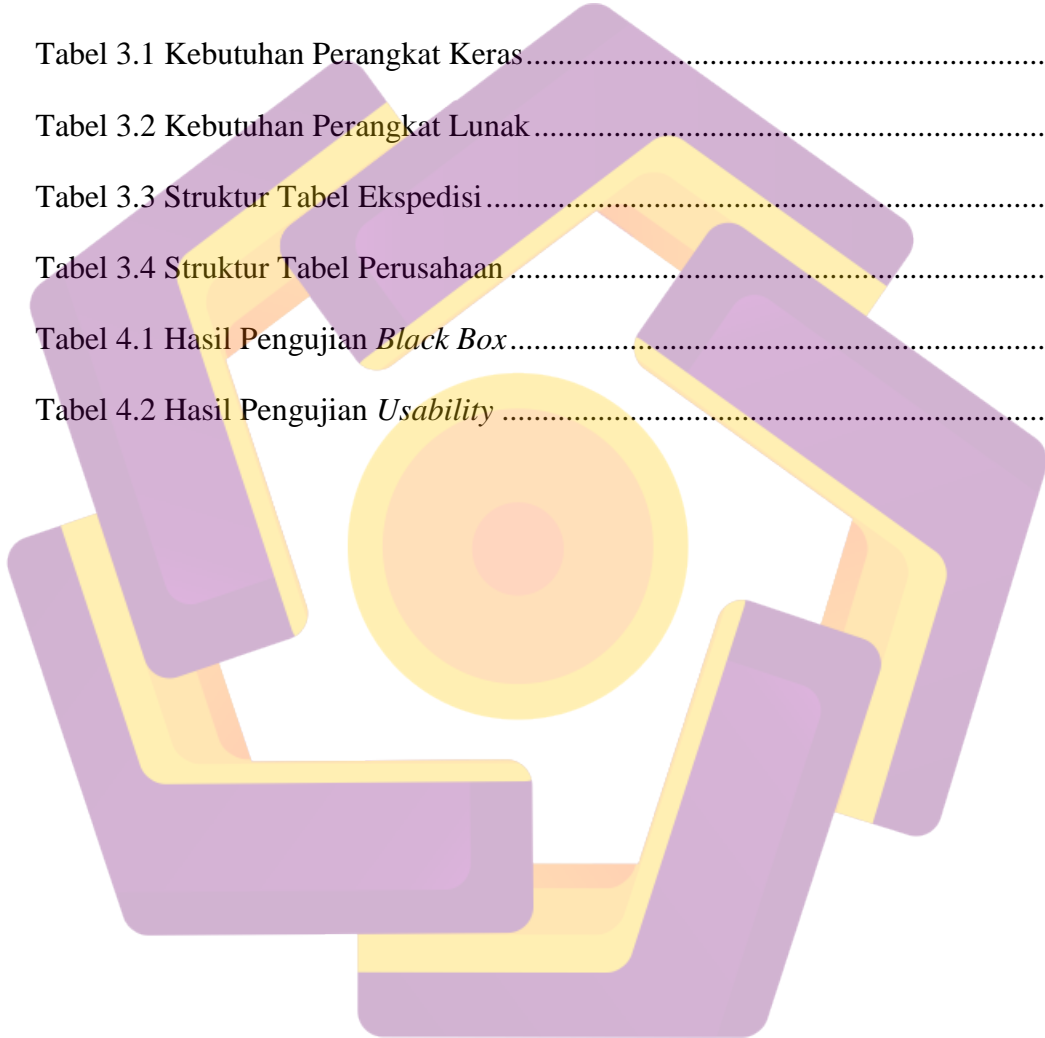 Tabel 3.1 Kebutuhan Perangkat Keras..................................................................
Tabel 3.2 Kebutuhan Perangkat Lunak.................................................................
Tabel 3.3 Struktur Tabel Ekspedisi.......................................................................
Tabel 3.4 Struktur Tabel Perusahaan ....................................................................
Tabel 4.1 Hasil Pengujian Black Box....................................................................
Tabel 4.2 Hasil Pengujian Usability .....................................................................